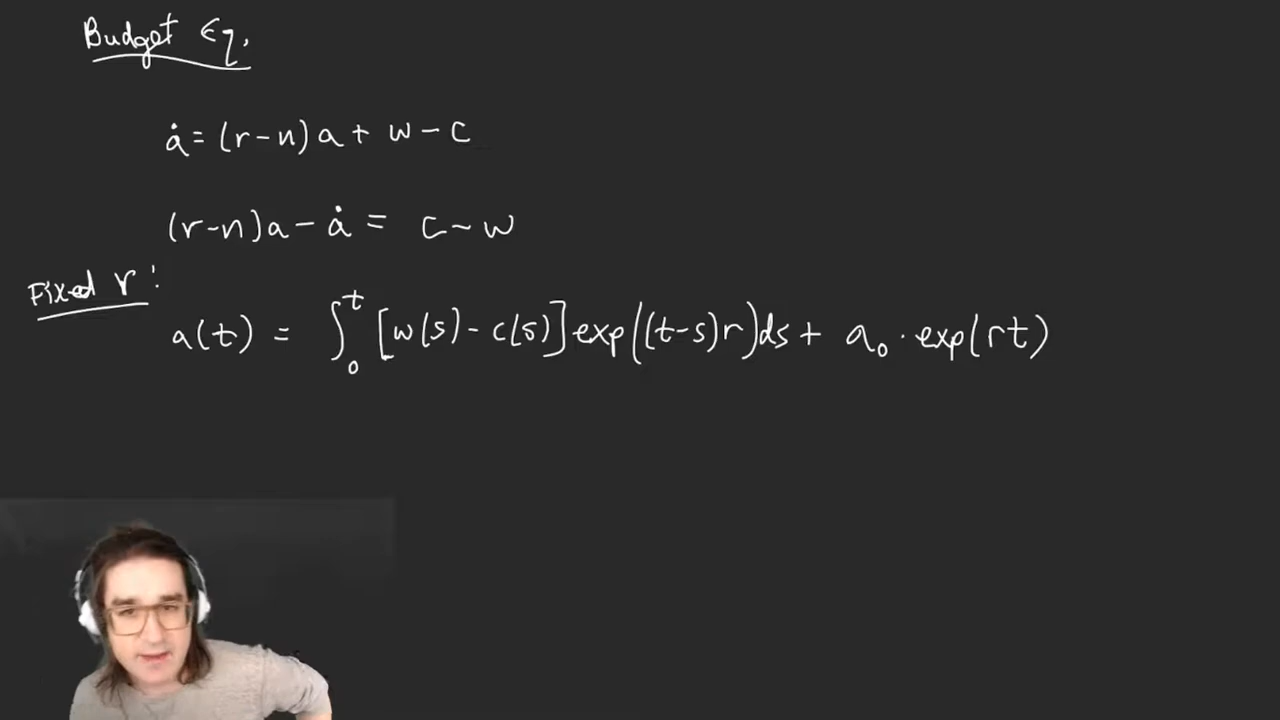 Budget Eq.
ȧ = (r-n)a + w - c
(r-n)a - ȧ = c - w
Fixed r:
a(t) = ∫₀ᵗ [w(s) - c(s)] exp((t-s)r) ds + a₀ · exp(rt)